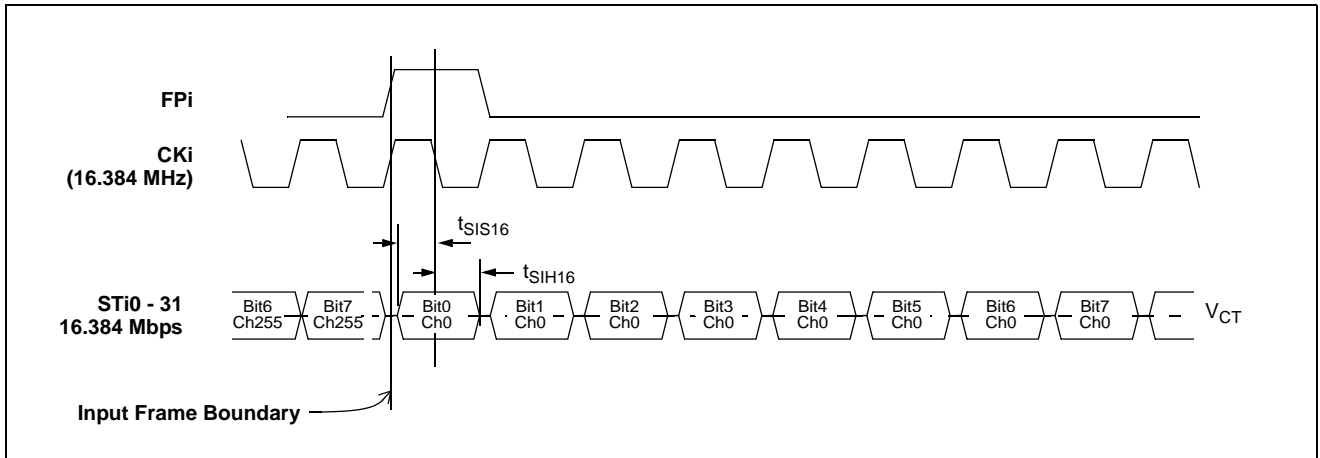 FPi
CKi
(16.384 MHz)
tSIS16
tSIH16
STi0 - 31
16.384 Mbps
Bit6
Ch255
Bit7
Ch255
Bit0
Ch0
Bit1
Ch0
Bit2
Ch0
Bit3
Ch0
Bit4
Ch0
Bit5
Ch0
Bit6
Ch0
Bit7
Ch0
VCT
Input Frame Boundary